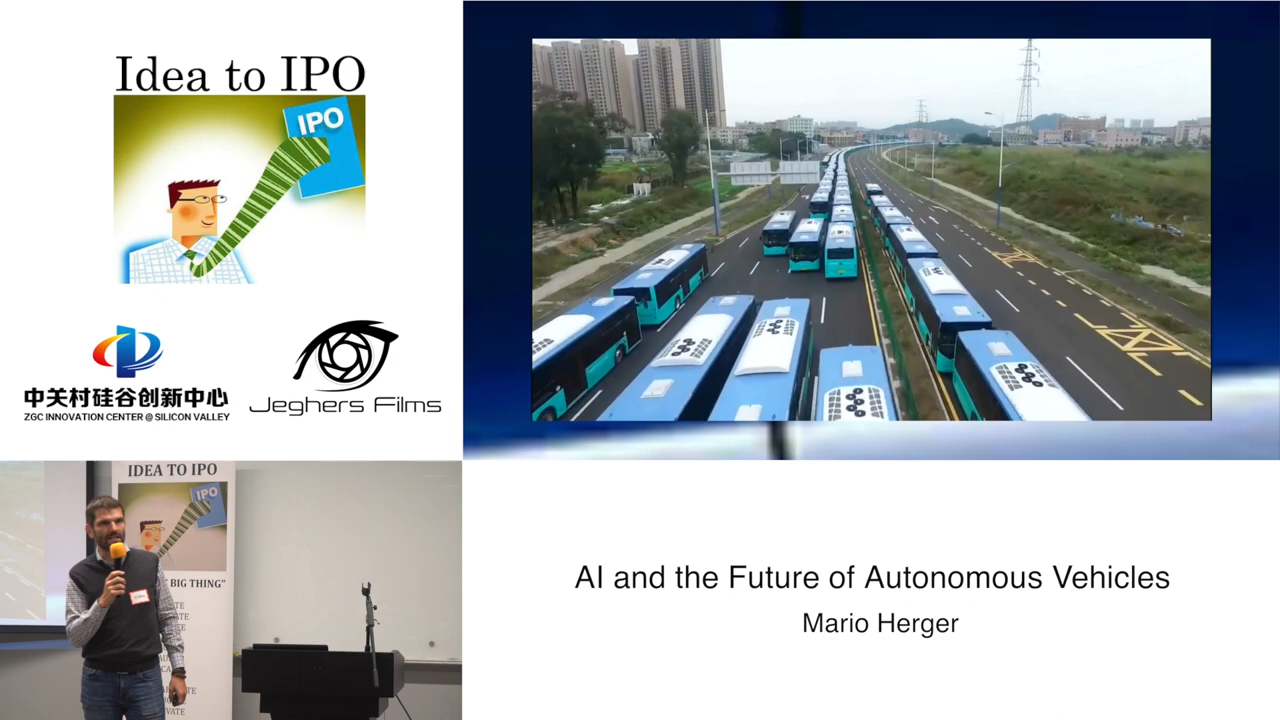 Idea to IPO
IPO
中关村硅谷创新中心
ZGC INNOVATION CENTER @ SILICON VALLEY
Jeghers Films
IDEA TO IPO
IPO
BIG THING"
AI and the Future of Autonomous Vehicles
Mario Herger